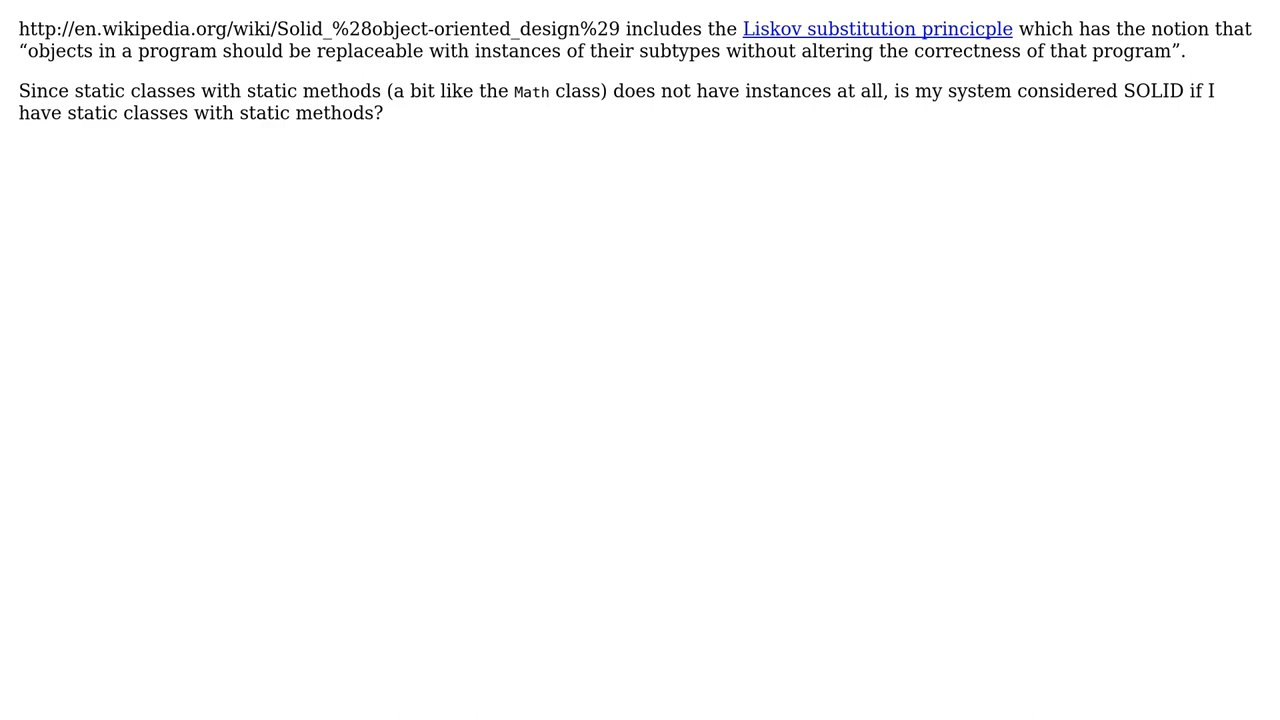 http://en.wikipedia.org/wiki/Solid_%28object-oriented_design%29 includes the Liskov substitution princicple which has the notion that
“objects in a program should be replaceable with instances of their subtypes without altering the correctness of that program”.
Since static classes with static methods (a bit like the Math class) does not have instances at all, is my system considered SOLID if I
have static classes with static methods?